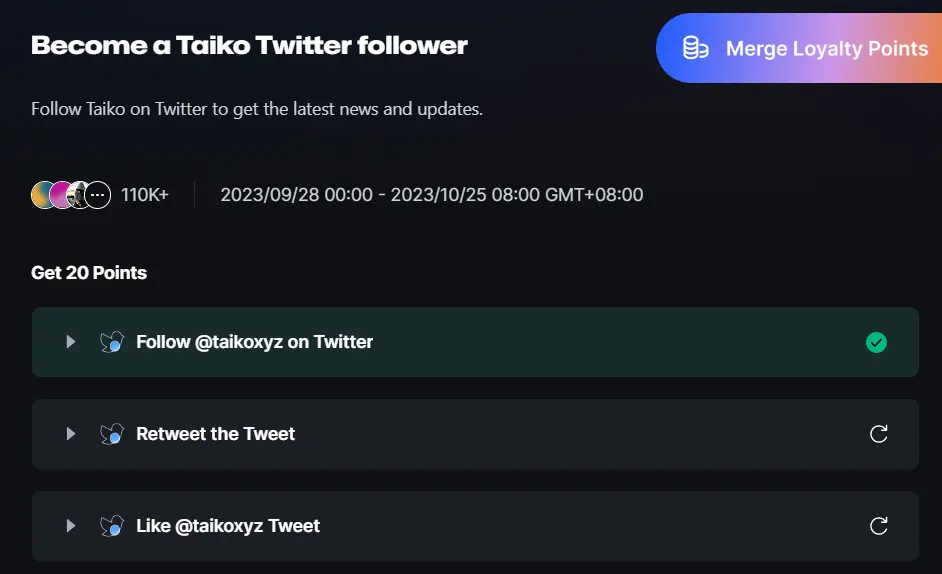 Become a Taiko Twitter follower
Merge Loyalty Points
Follow Taiko on Twitter to get the latest news and updates.
110K+
2023/09/28 00:00 - 2023/10/25 08:00 GMT+08:00
Get 20 Points
Follow @taikoxyz on Twitter
Retweet the Tweet
Like @taikoxyz Tweet